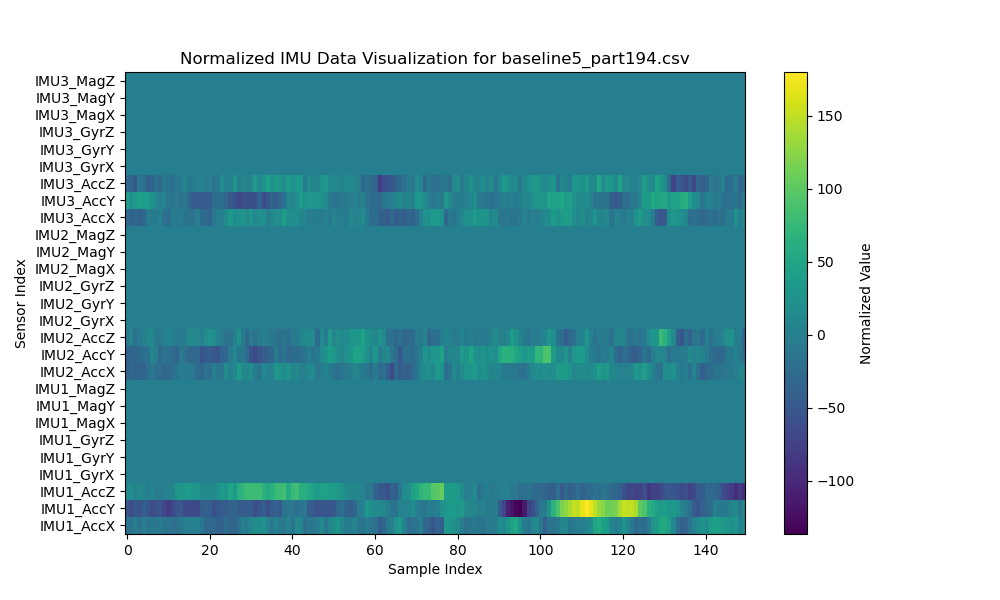 Normalized IMU Data Visualization for baseline5_part194.csv
IMU3_MagZ
IMU3_MagY
IMU3_MagX
IMU3_GyrZ
IMU3_GyrY
IMU3_GyrX
IMU3_AccZ
IMU3_AccY
IMU3_AccX
IMU2_MagZ
IMU2_MagY
IMU2_MagX
IMU2_GyrZ
IMU2_GyrY
IMU2_GyrX
IMU2_AccZ
IMU2_AccY
IMU2_AccX
IMU1_MagZ
IMU1_MagY
IMU1_MagX
IMU1_GyrZ
IMU1_GyrY
IMU1_GyrX
IMU1_AccZ
IMU1_AccY
IMU1_AccX
Sensor Index
0 20 40 60 80 100 120 140
Sample Index
150
100
50
0
−50
−100
Normalized Value